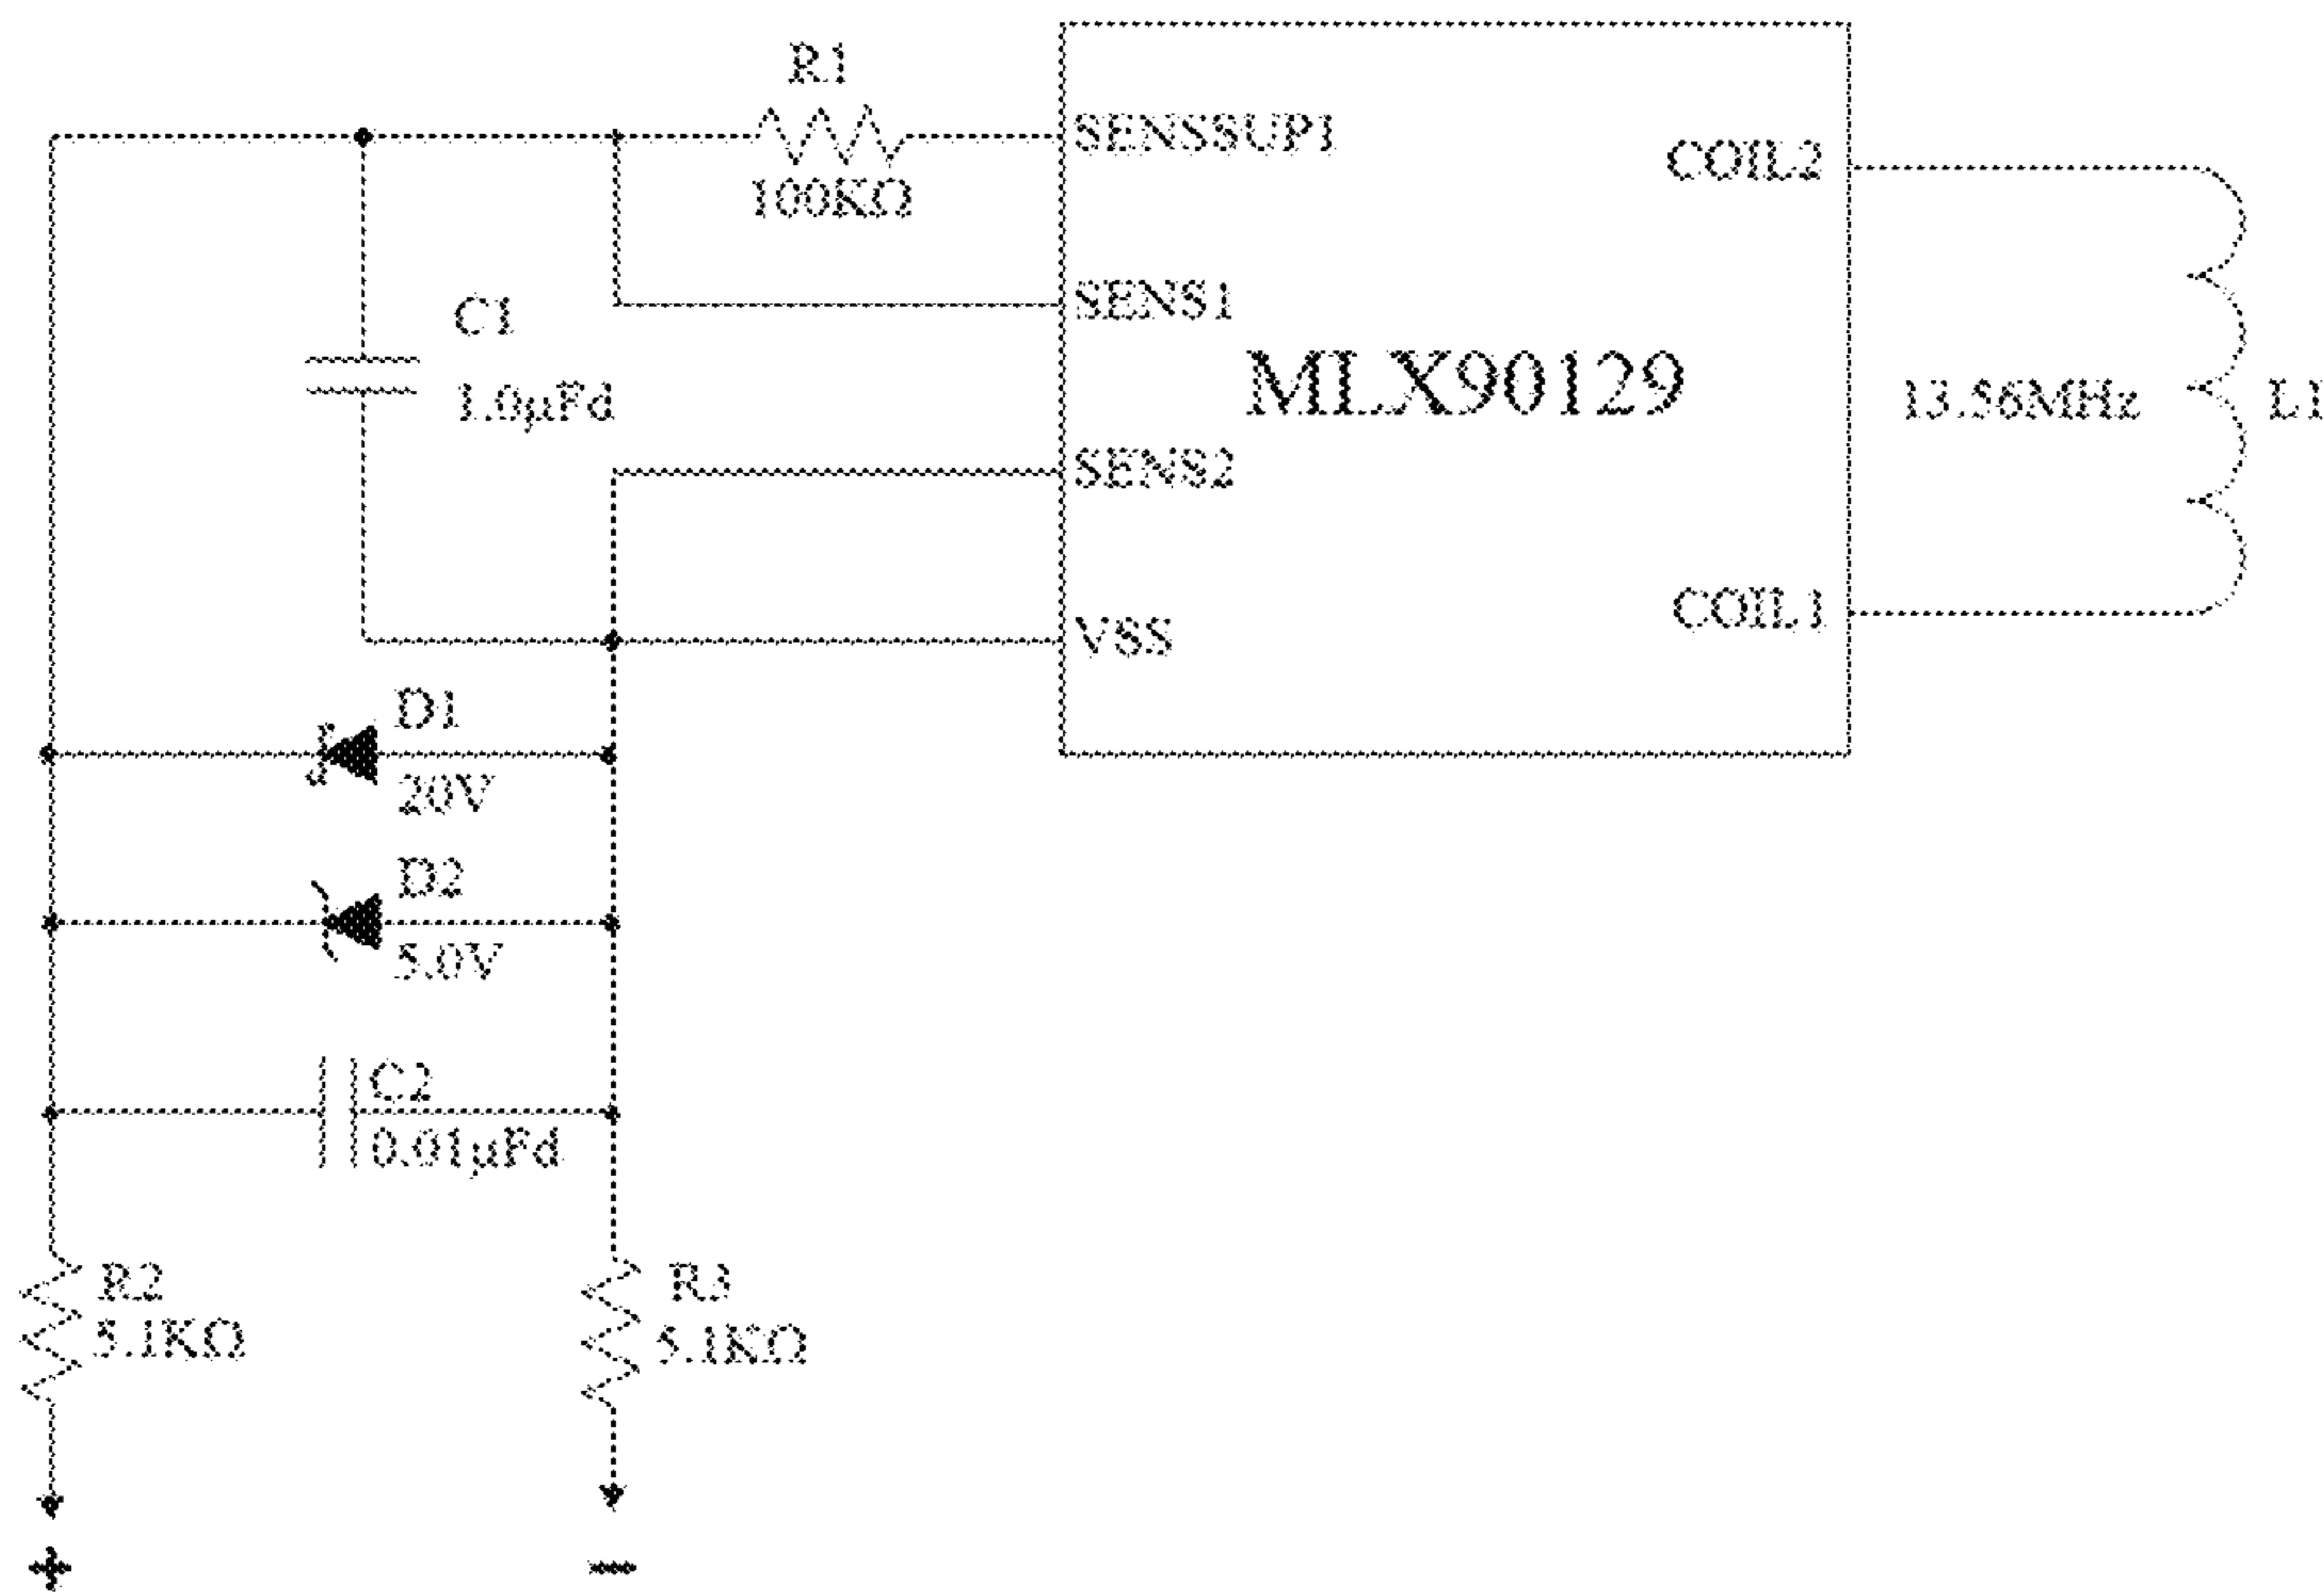 R1
100KΩ
SENSSUP1
COIL2
SENS1
C1
1.0µFd
MLX90129
13.56MHz
L1
SENS2
COIL1
VSS
D1
20V
D2
5.0V
C2
0.01µFd
R2
5.1KΩ
R3
5.1KΩ
+
-